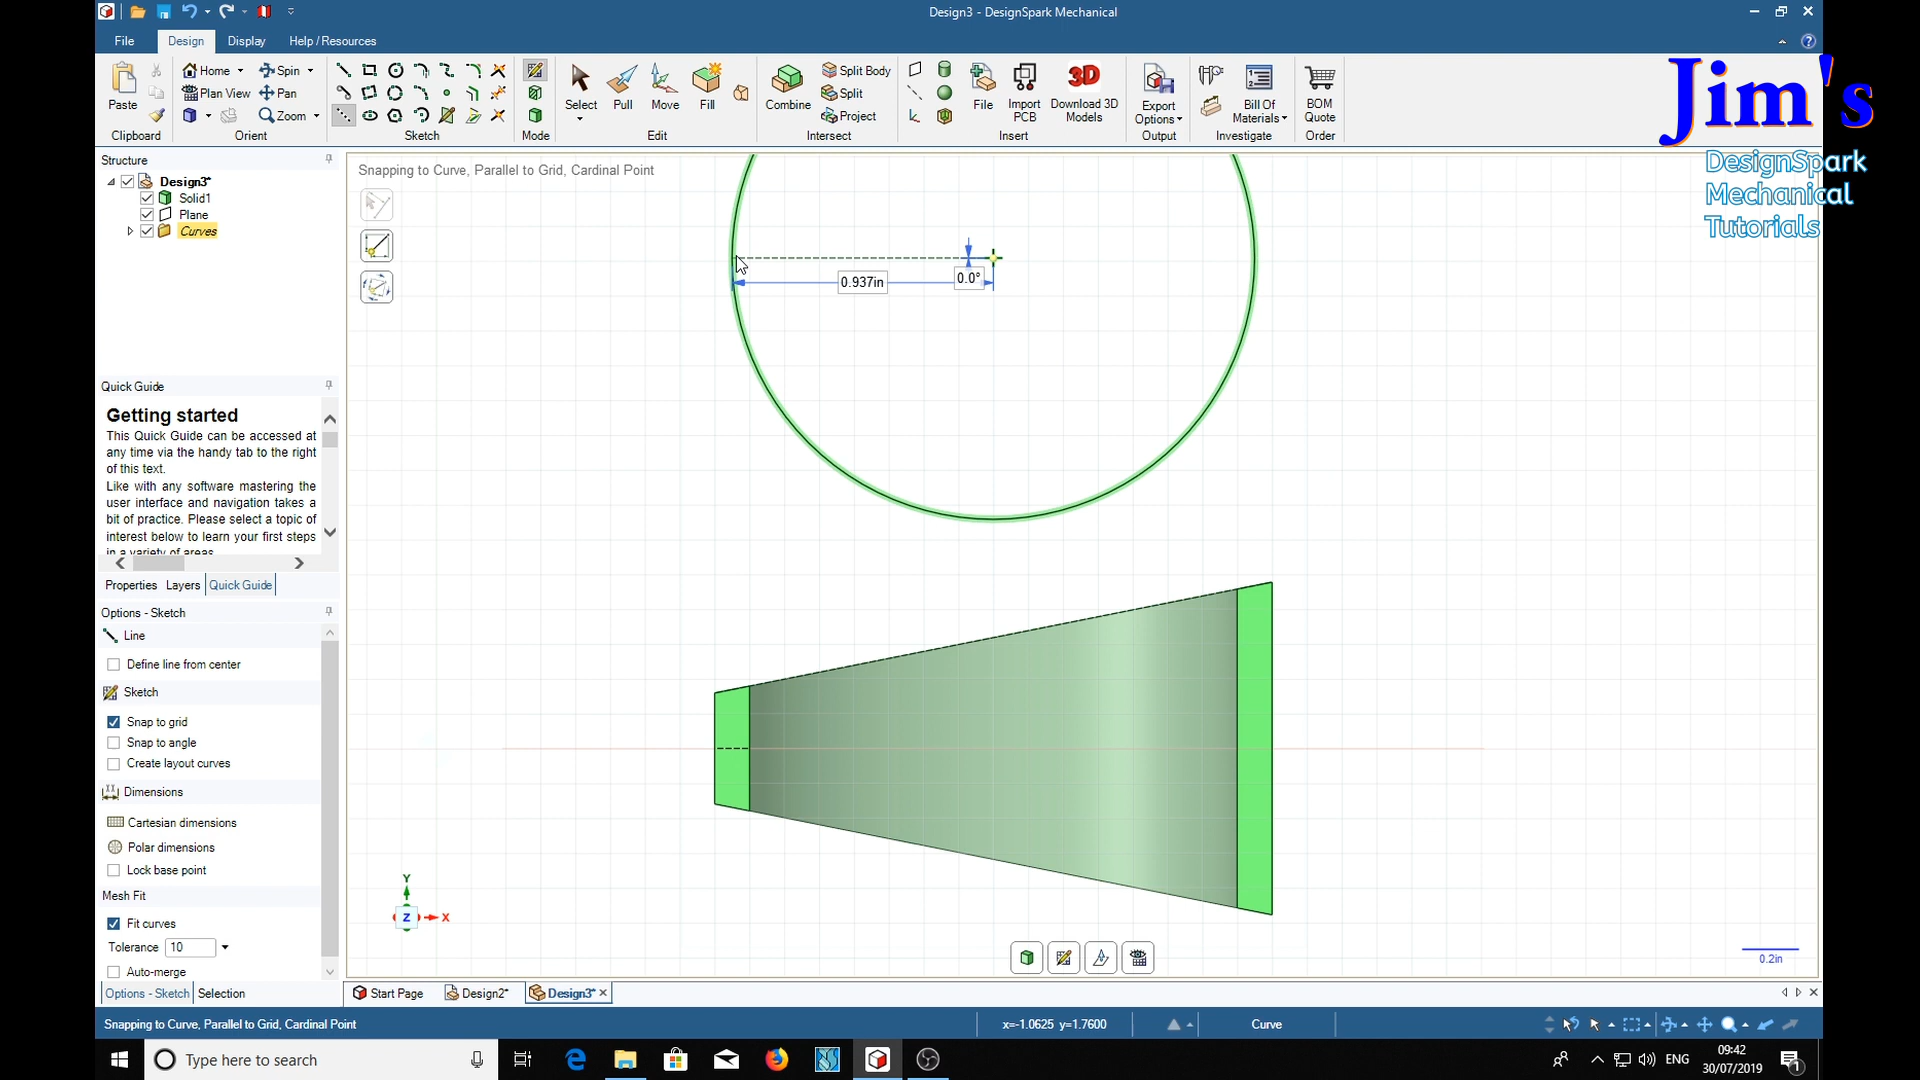 Design3 - DesignSpark Mechanical
File
Design
Display
Help / Resources
Paste
Clipboard
Home
Spin
Plan View
Pan
Zoom
Orient
Sketch
Mode
Select
Pull
Move
Fill
Edit
Combine
Split Body
Split
Project
Intersect
File
Import PCB
3D
Download 3D Models
Insert
Export Options
Output
Bill Of Materials
Investigate
BOM Quote
Order
Jim's
DesignSpark
Mechanical
Tutorials
Structure
Design3*
Solid1
Plane
Curves
Snapping to Curve, Parallel to Grid, Cardinal Point
0.937in
0.0°
Quick Guide
Getting started
This Quick Guide can be accessed at
any time via the handy tab to the right
of this text.
Like with any software mastering the
user interface and navigation takes a
bit of practice. Please select a topic of
interest below to learn your first steps
in a variety of areas.
Properties
Layers
Quick Guide
Options - Sketch
Line
Define line from center
Sketch
Snap to grid
Snap to angle
Create layout curves
Dimensions
Cartesian dimensions
Polar dimensions
Lock base point
Mesh Fit
Fit curves
Tolerance 10
Auto-merge
Options - Sketch
Selection
Y
Z
X
0.2in
Start Page
Design2*
Design3*
Snapping to Curve, Parallel to Grid, Cardinal Point
x=-1.0625 y=1.7600
Curve
Type here to search
ENG
09:42
30/07/2019
1